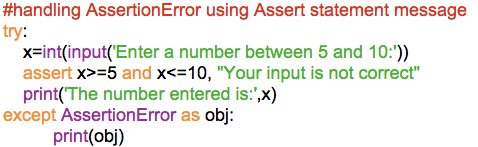 #handling AssertionError using Assert statement message
try:
    x=int(input('Enter a number between 5 and 10:'))
    assert x>=5 and x<=10, "Your input is not correct"
    print('The number entered is:',x)
except AssertionError as obj:
        print(obj)